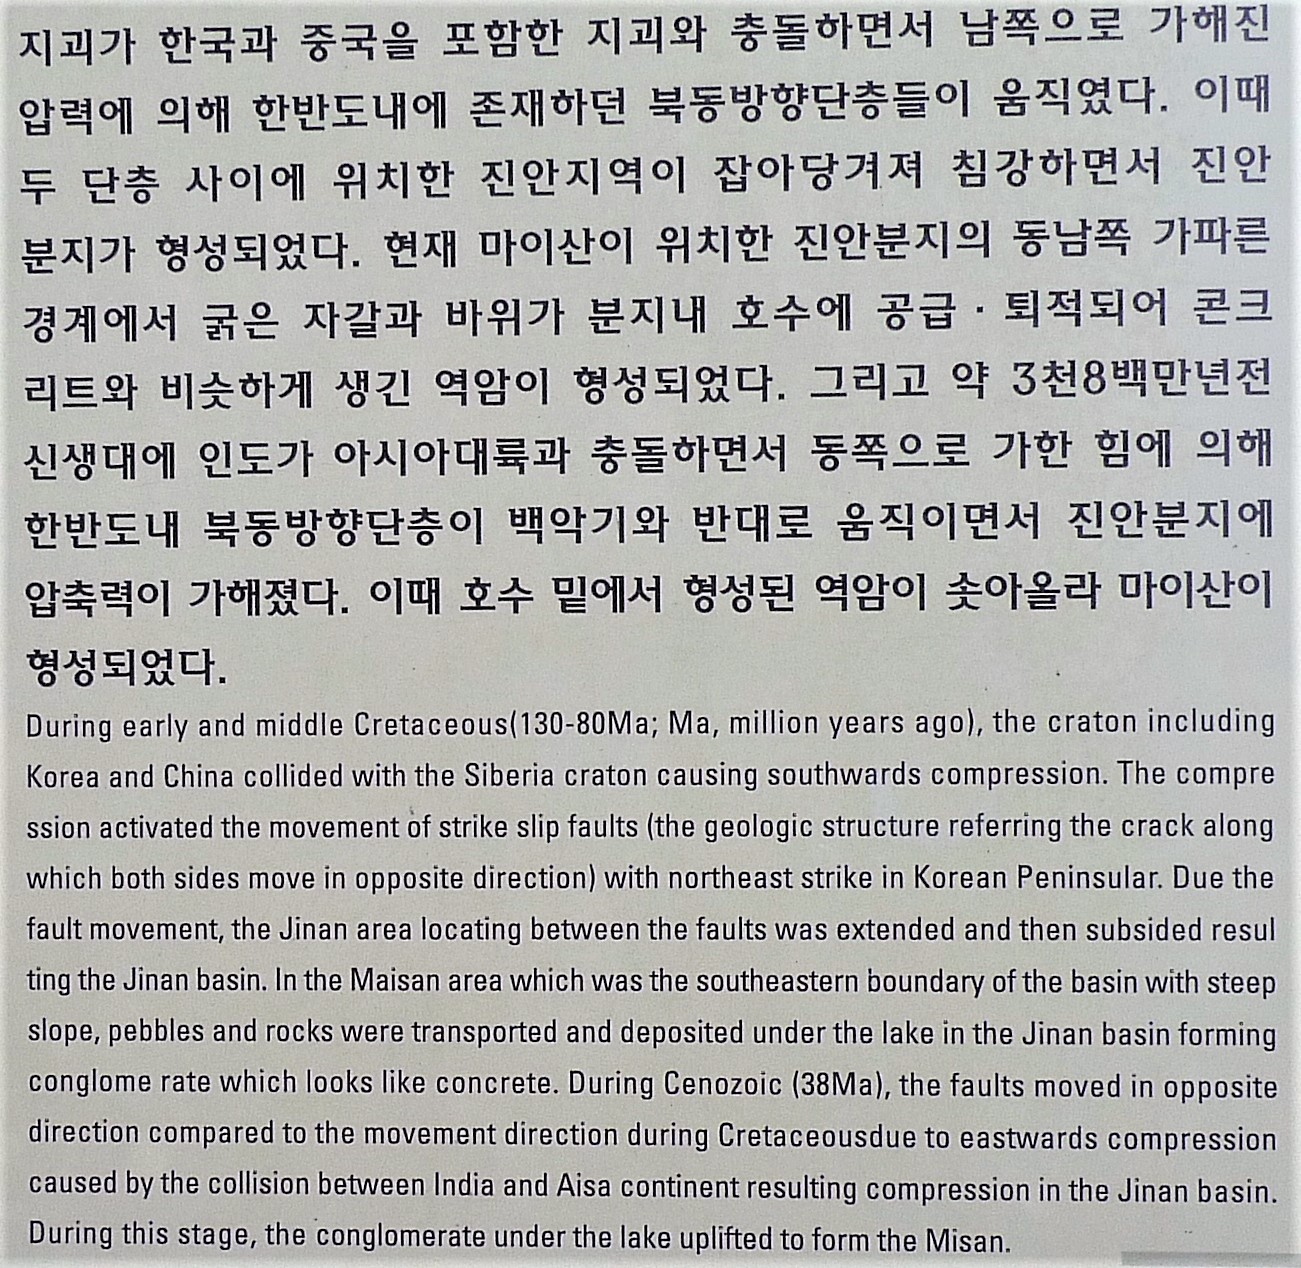 지괴가 한국과 중국을 포함한 지괴와 충돌하면서 남쪽으로 가해진
압력에 의해 한반도내에 존재하던 북동방향단층들이 움직였다. 이때
두 단층 사이에 위치한 진안지역이 잡아당겨져 침강하면서 진안
분지가 형성되었다. 현재 마이산이 위치한 진안분지의 동남쪽 가파른
경계에서 굵은 자갈과 바위가 분지내 호수에 공급 · 퇴적되어 콘크
리트와 비슷하게 생긴 역암이 형성되었다. 그리고 약 3천8백만년전
신생대에 인도가 아시아대륙과 충돌하면서 동쪽으로 가한 힘에 의해
한반도내 북동방향단층이 백악기와 반대로 움직이면서 진안분지에
압축력이 가해졌다. 이때 호수 밑에서 형성된 역암이 솟아올라 마이산이
형성되었다.
During early and middle Cretaceous(130-80Ma; Ma, million years ago), the craton including
Korea and China collided with the Siberia craton causing southwards compression. The compre
ssion activated the movement of strike slip faults (the geologic structure referring the crack along
which both sides move in opposite direction) with northeast strike in Korean Peninsular. Due the
fault movement, the Jinan area locating between the faults was extended and then subsided resul
ting the Jinan basin. In the Maisan area which was the southeastern boundary of the basin with steep
slope, pebbles and rocks were transported and deposited under the lake in the Jinan basin forming
conglome rate which looks like concrete. During Cenozoic (38Ma), the faults moved in opposite
direction compared to the movement direction during Cretaceousdue to eastwards compression
caused by the collision between India and Aisa continent resulting compression in the Jinan basin.
During this stage, the conglomerate under the lake uplifted to form the Misan.